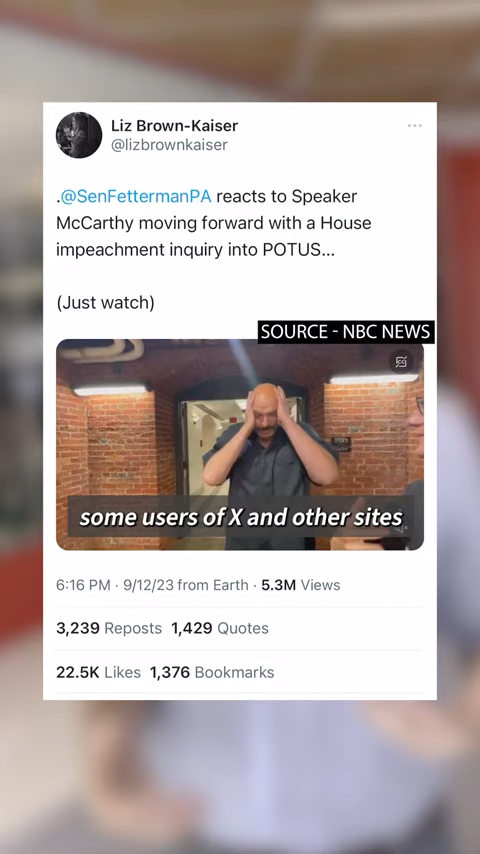 Liz Brown-Kaiser
@lizbrownkaiser
.@SenFettermanPA reacts to Speaker
McCarthy moving forward with a House
impeachment inquiry into POTUS...
(Just watch)
SOURCE - NBC NEWS
some users of X and other sites
6:16 PM · 9/12/23 from Earth · 5.3M Views
3,239 Reposts 1,429 Quotes
22.5K Likes 1,376 Bookmarks